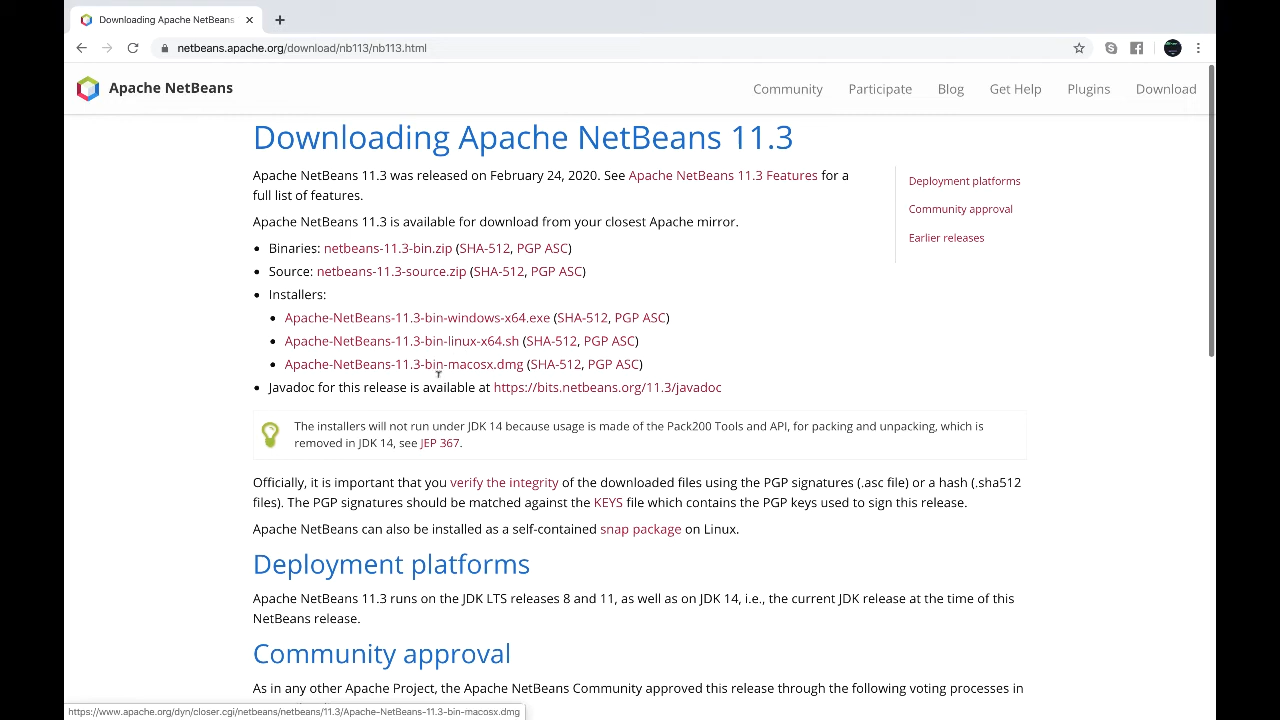 Downloading Apache NetBeans
netbeans.apache.org/download/nb113/nb113.html
Apache NetBeans
Community Participate Blog Get Help Plugins Download
Downloading Apache NetBeans 11.3
Apache NetBeans 11.3 was released on February 24, 2020. See Apache NetBeans 11.3 Features for a
full list of features.
Deployment platforms
Community approval
Earlier releases
Apache NetBeans 11.3 is available for download from your closest Apache mirror.
Binaries: netbeans-11.3-bin.zip (SHA-512, PGP ASC)
Source: netbeans-11.3-source.zip (SHA-512, PGP ASC)
Installers:
Apache-NetBeans-11.3-bin-windows-x64.exe (SHA-512, PGP ASC)
Apache-NetBeans-11.3-bin-linux-x64.sh (SHA-512, PGP ASC)
Apache-NetBeans-11.3-bin-macosx.dmg (SHA-512, PGP ASC)
Javadoc for this release is available at https://bits.netbeans.org/11.3/javadoc
The installers will not run under JDK 14 because usage is made of the Pack200 Tools and API, for packing and unpacking, which is
removed in JDK 14, see JEP 367.
Officially, it is important that you verify the integrity of the downloaded files using the PGP signatures (.asc file) or a hash (.sha512
files). The PGP signatures should be matched against the KEYS file which contains the PGP keys used to sign this release.
Apache NetBeans can also be installed as a self-contained snap package on Linux.
Deployment platforms
Apache NetBeans 11.3 runs on the JDK LTS releases 8 and 11, as well as on JDK 14, i.e., the current JDK release at the time of this
NetBeans release.
Community approval
As in any other Apache Project, the Apache NetBeans Community approved this release through the following voting processes in
https://www.apache.org/dyn/closer.cgi/netbeans/netbeans/11.3/Apache-NetBeans-11.3-bin-macosx.dmg